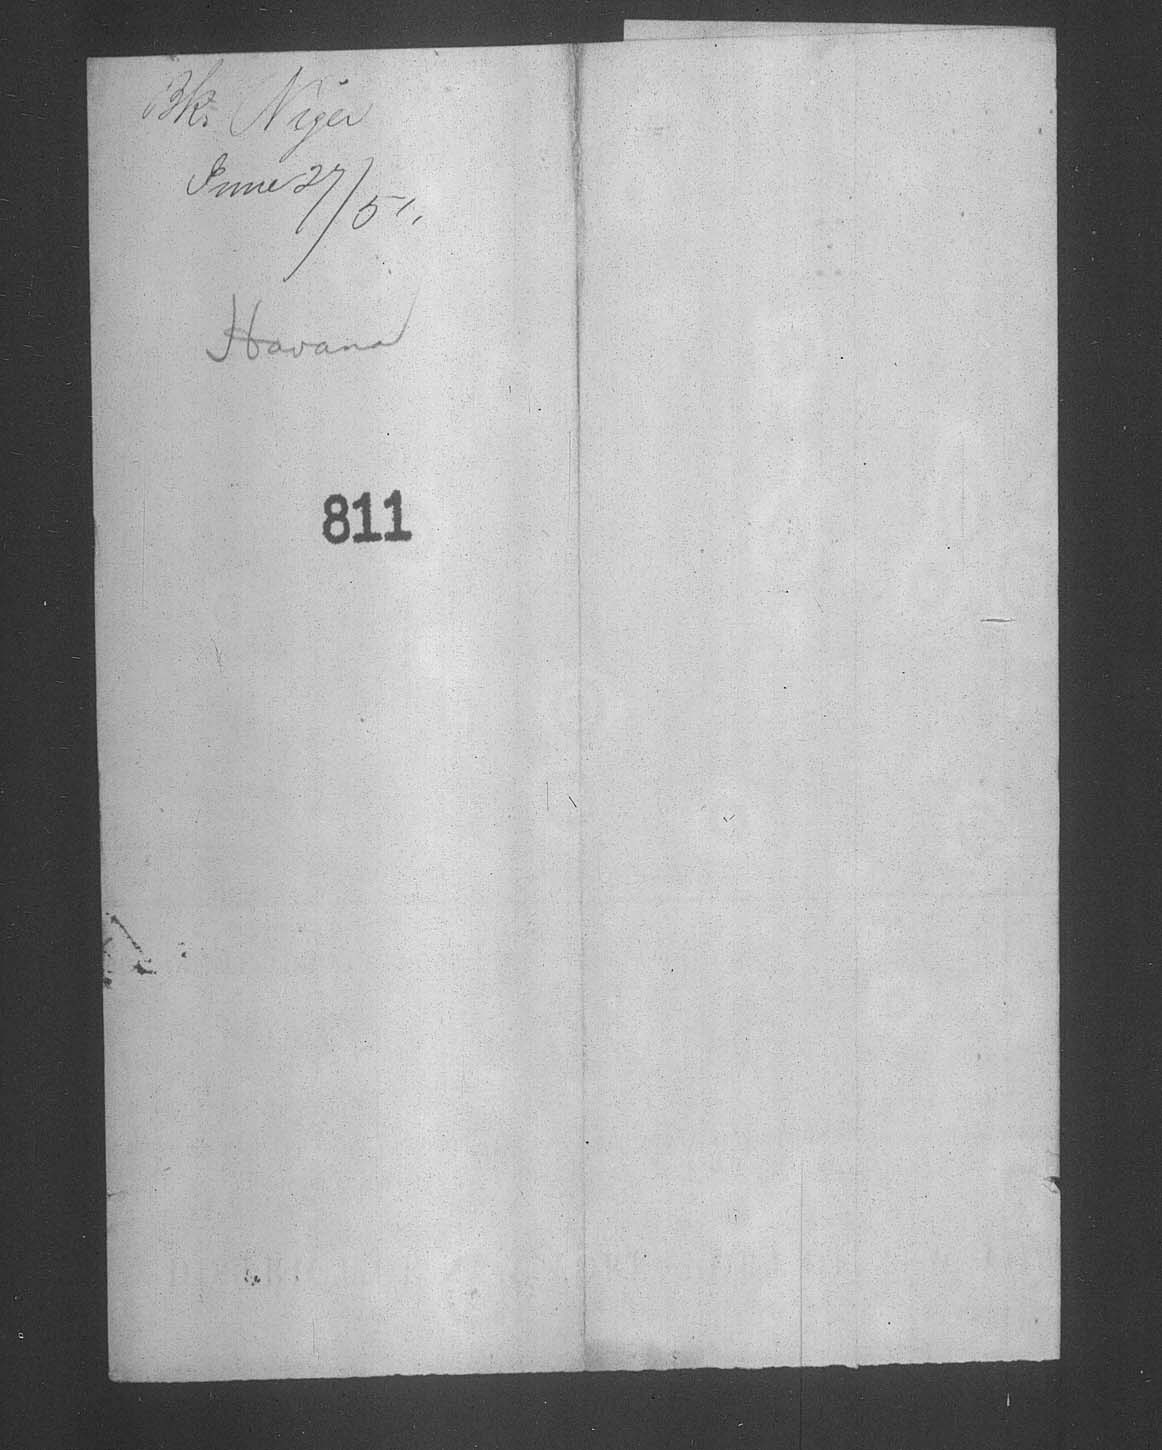 Bk. Niger
June 27/51.
Havana
811